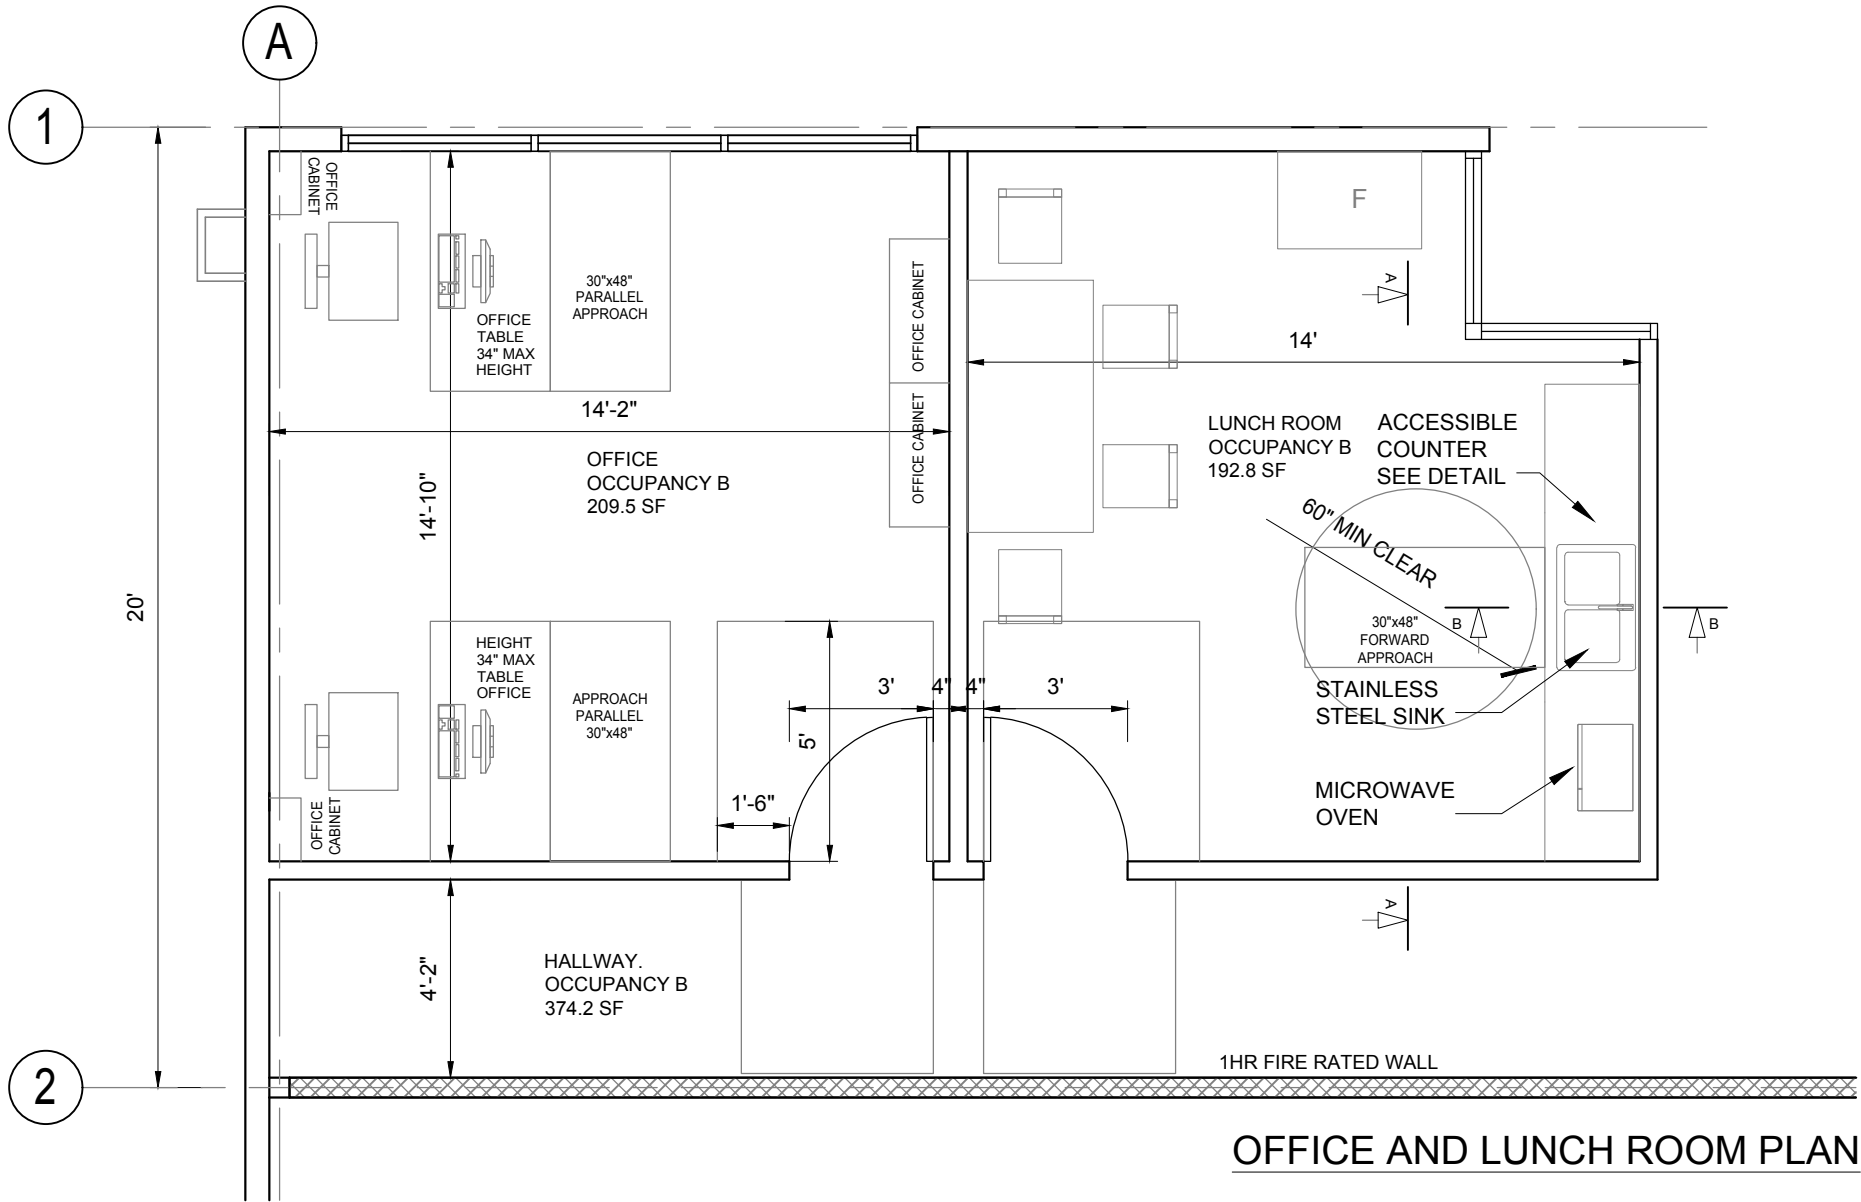 A
1
OFFICE
CABINET
OFFICE
TABLE
34" MAX
HEIGHT
30"x48"
PARALLEL
APPROACH
OFFICE CABINET
OFFICE CABINET
F
A
14'
14'-2"
OFFICE
OCCUPANCY B
209.5 SF
14'-10"
20'
LUNCH ROOM
OCCUPANCY B
192.8 SF
ACCESSIBLE
COUNTER
SEE DETAIL
60" MIN CLEAR
30"x48"
FORWARD
APPROACH
B
B
STAINLESS
STEEL SINK
MICROWAVE
OVEN
HEIGHT
34" MAX
TABLE
OFFICE
APPROACH
PARALLEL
30"x48"
3'
4"
4"
3'
5'
1'-6"
OFFICE
CABINET
A
4'-2"
HALLWAY.
OCCUPANCY B
374.2 SF
1HR FIRE RATED WALL
2
OFFICE AND LUNCH ROOM PLAN